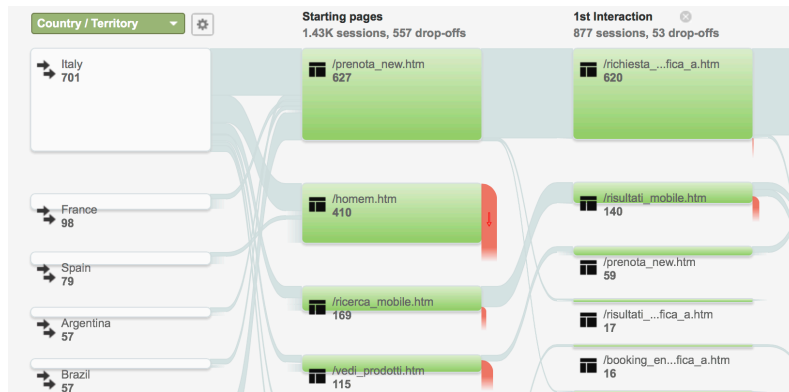 Country / Territory
Starting pages
1.43K sessions, 557 drop-offs
1st Interaction
877 sessions, 53 drop-offs
Italy
701
France
98
Spain
79
Argentina
57
Brazil
57
/prenota_new.htm
627
/homem.htm
410
/ricerca_mobile.htm
169
/vedi_prodotti.htm
115
/richiesta_...fica_a.htm
620
/risultati_mobile.htm
140
/prenota_new.htm
59
/risultati_...fica_a.htm
17
/booking_en...fica_a.htm
16